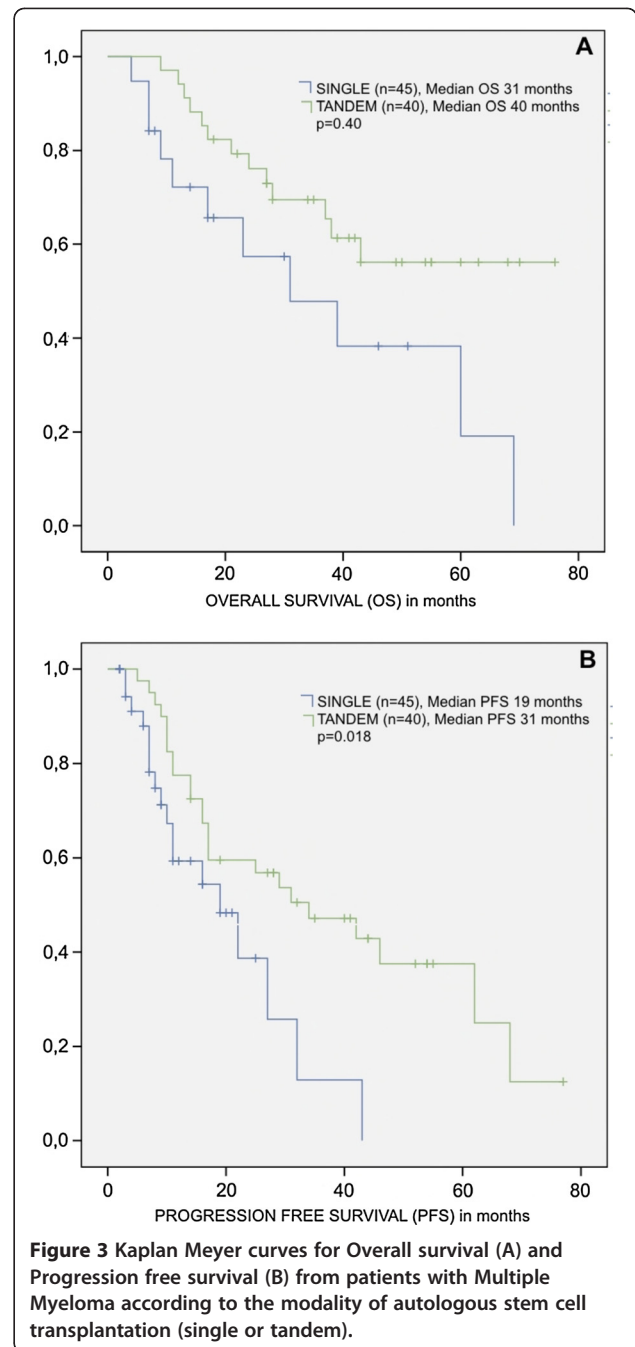 A
1,0
0,8
0,6
0,4
0,2
0,0
SINGLE (n=45), Median OS 31 months
TANDEM (n=40), Median OS 40 months
p=0.40
0 20 40 60 80
OVERALL SURVIVAL (OS) in months
B
1,0
0,8
0,6
0,4
0,2
0,0
SINGLE (n=45), Median PFS 19 months
TANDEM (n=40), Median PFS 31 months
p=0.018
0 20 40 60 80
PROGRESSION FREE SURVIVAL (PFS) in months
Figure 3 Kaplan Meyer curves for Overall survival (A) and
Progression free survival (B) from patients with Multiple
Myeloma according to the modality of autologous stem cell
transplantation (single or tandem).